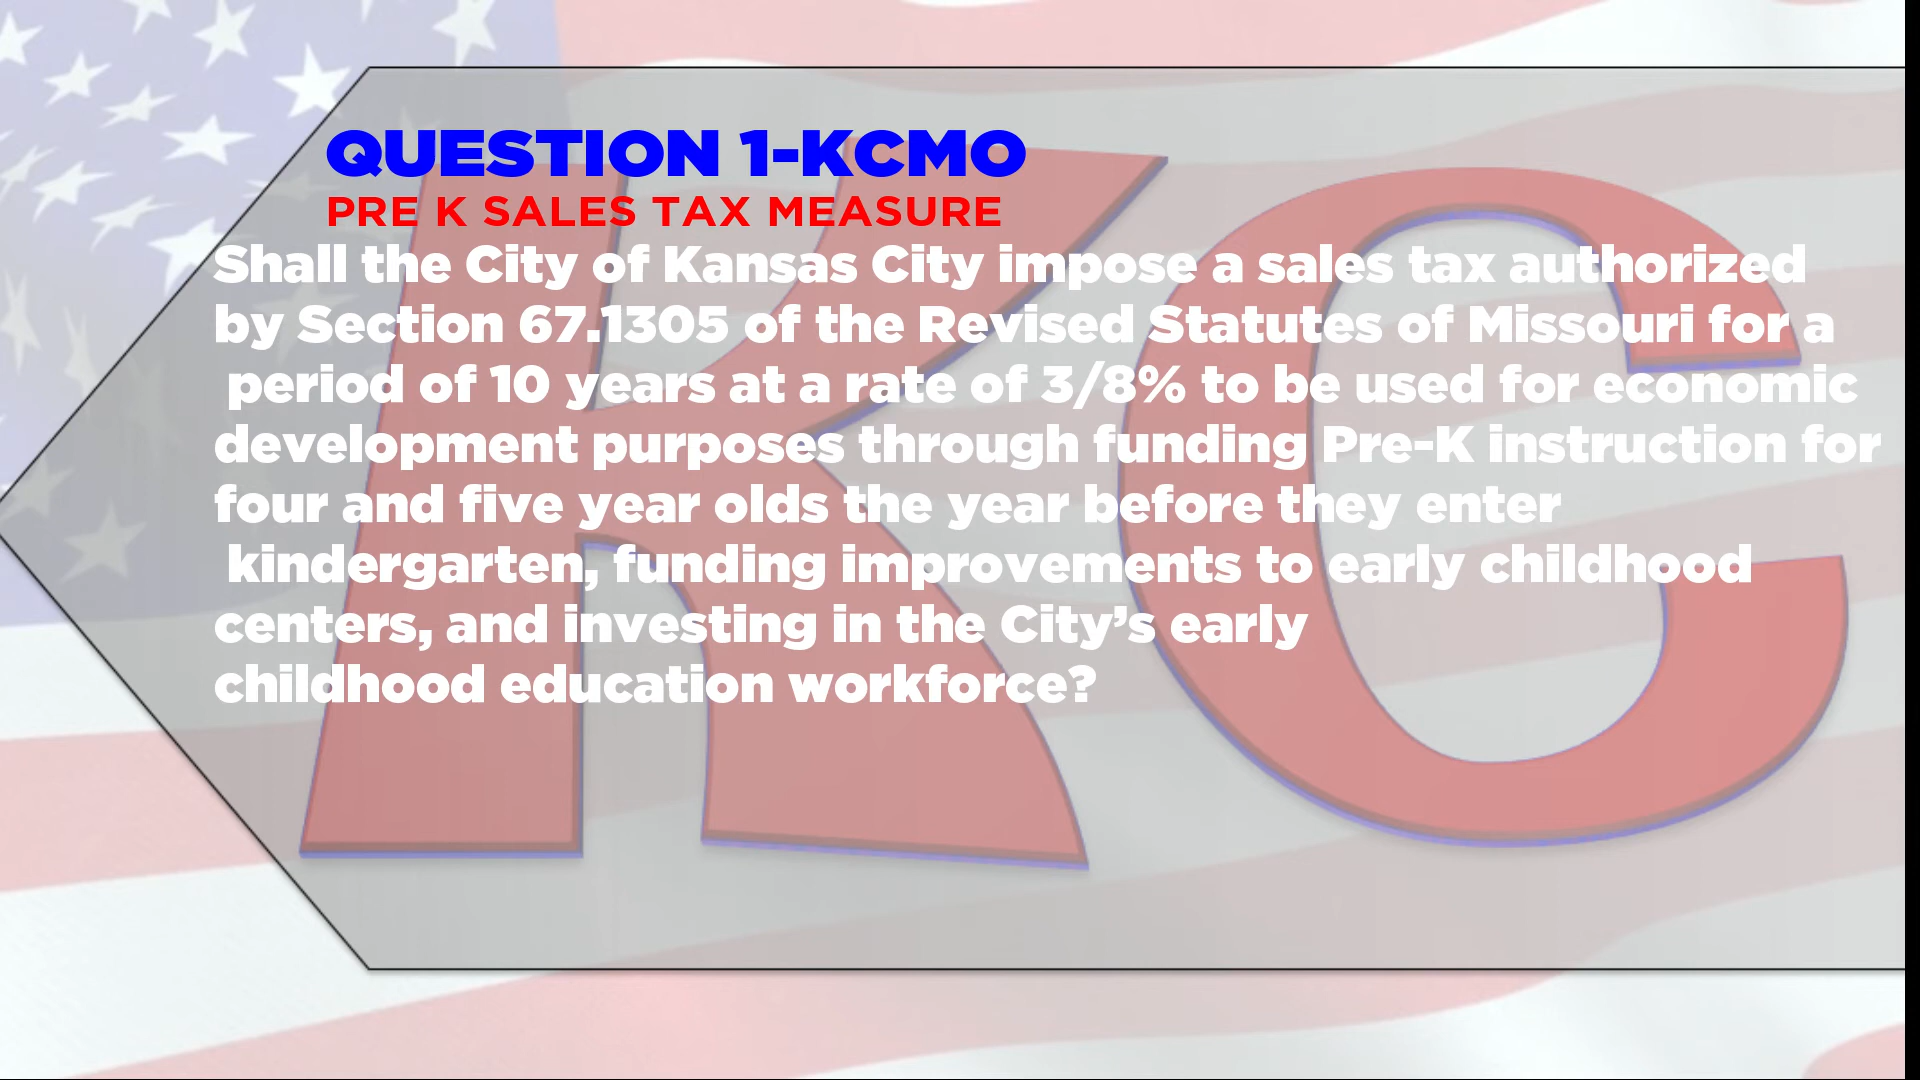 QUESTION 1-KCMO
PRE K SALES TAX MEASURE
Shall the City of Kansas City impose a sales tax authorized
by Section 67.1305 of the Revised Statutes of Missouri for a
period of 10 years at a rate of 3/8% to be used for economic
development purposes through funding Pre-K instruction for
four and five year olds the year before they enter
kindergarten, funding improvements to early childhood
centers, and investing in the City’s early
childhood education workforce?
KC